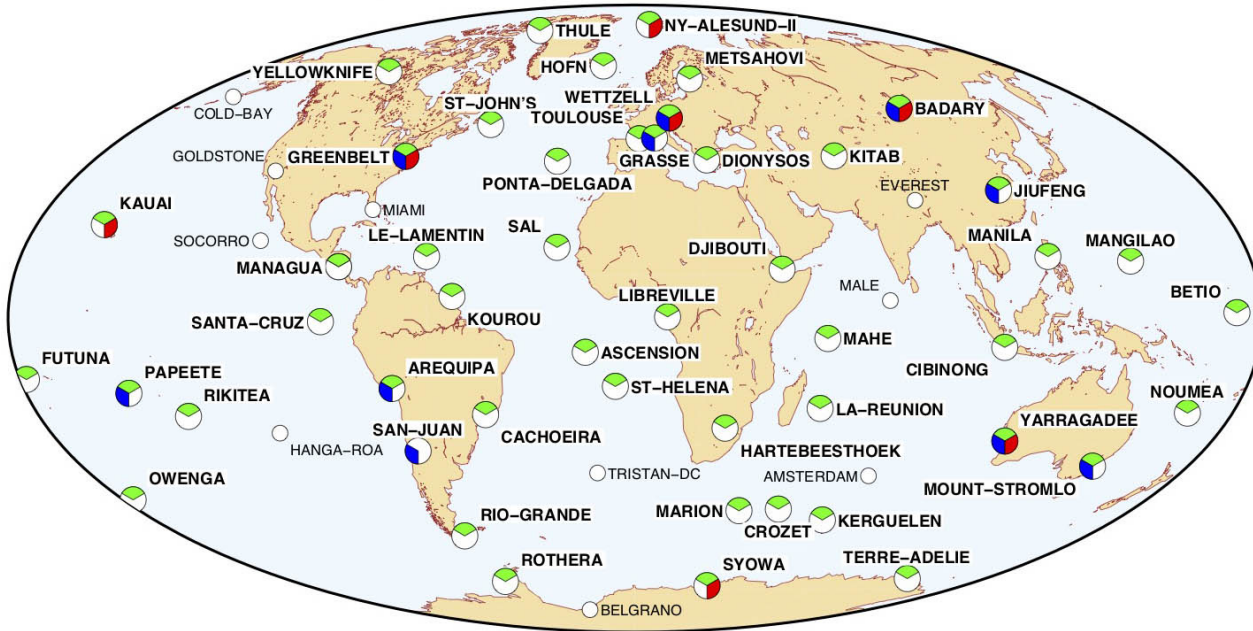 THULE
NY–ALESUND–II
HOFN
METSAHOVI
YELLOWKNIFE
COLD–BAY
ST–JOHN'S
WETTZELL
TOULOUSE
BADARY
GOLDSTONE
GREENBELT
GRASSE
DIONYSOS
KITAB
PONTA–DELGADA
EVEREST
JIUFENG
KAUAI
MIAMI
SOCORRO
LE–LAMENTIN
SAL
DJIBOUTI
MANILA
MANGILAO
MANAGUA
MALE
BETIO
LIBREVILLE
SANTA–CRUZ
KOUROU
MAHE
FUTUNA
ASCENSION
CIBINONG
PAPEETE
AREQUIPA
ST–HELENA
RIKITEA
LA–REUNION
NOUMEA
SAN–JUAN
CACHOEIRA
YARRAGADEE
HANGA–ROA
HARTEBEESTHOEK
OWENGA
TRISTAN–DC
AMSTERDAM
MOUNT–STROMLO
RIO–GRANDE
MARION
CROZET
KERGUELEN
ROTHERA
SYOWA
TERRE–ADELIE
BELGRANO